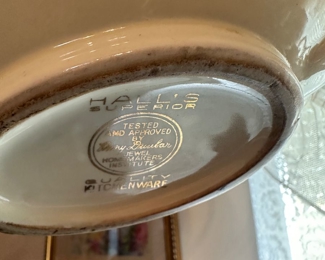 HALL'S
SUPERIOR
TESTED
AND APPROVED
BY
Mary Dunbar
JEWEL
HOMEMAKERS
INSTITUTE
QUALITY
KITCHENWARE